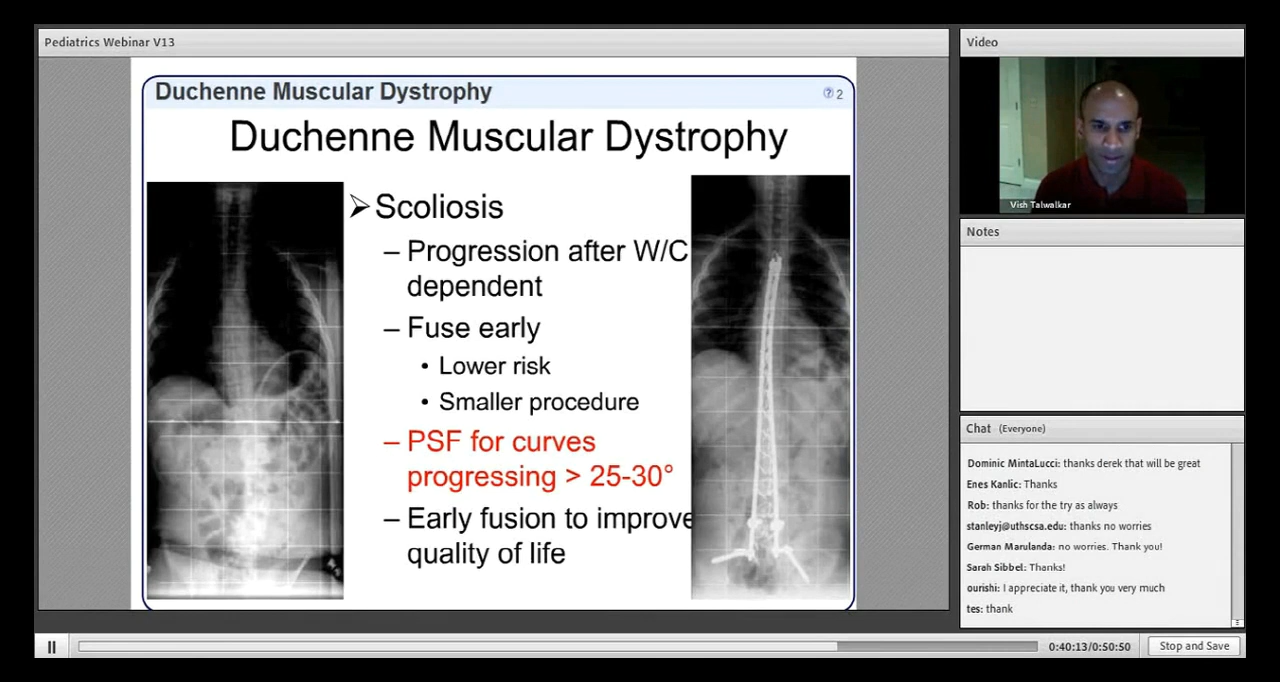 Pediatrics Webinar V13
Duchenne Muscular Dystrophy
2
Duchenne Muscular Dystrophy
➢ Scoliosis
– Progression after W/C
dependent
– Fuse early
• Lower risk
• Smaller procedure
– PSF for curves
progressing > 25-30°
– Early fusion to improve
quality of life
Video
Vish Talwalkar
Notes
Chat (Everyone)
Dominic MintaLucci: thanks derek that will be great
Enes Kanlic: Thanks
Rob: thanks for the try as always
stanleyj@uthscsa.edu: thanks no worries
German Marulanda: no worries. Thank you!
Sarah Sibbel: Thanks!
ourishi: I appreciate it, thank you very much
tes: thank
0:40:13/0:50:50
Stop and Save